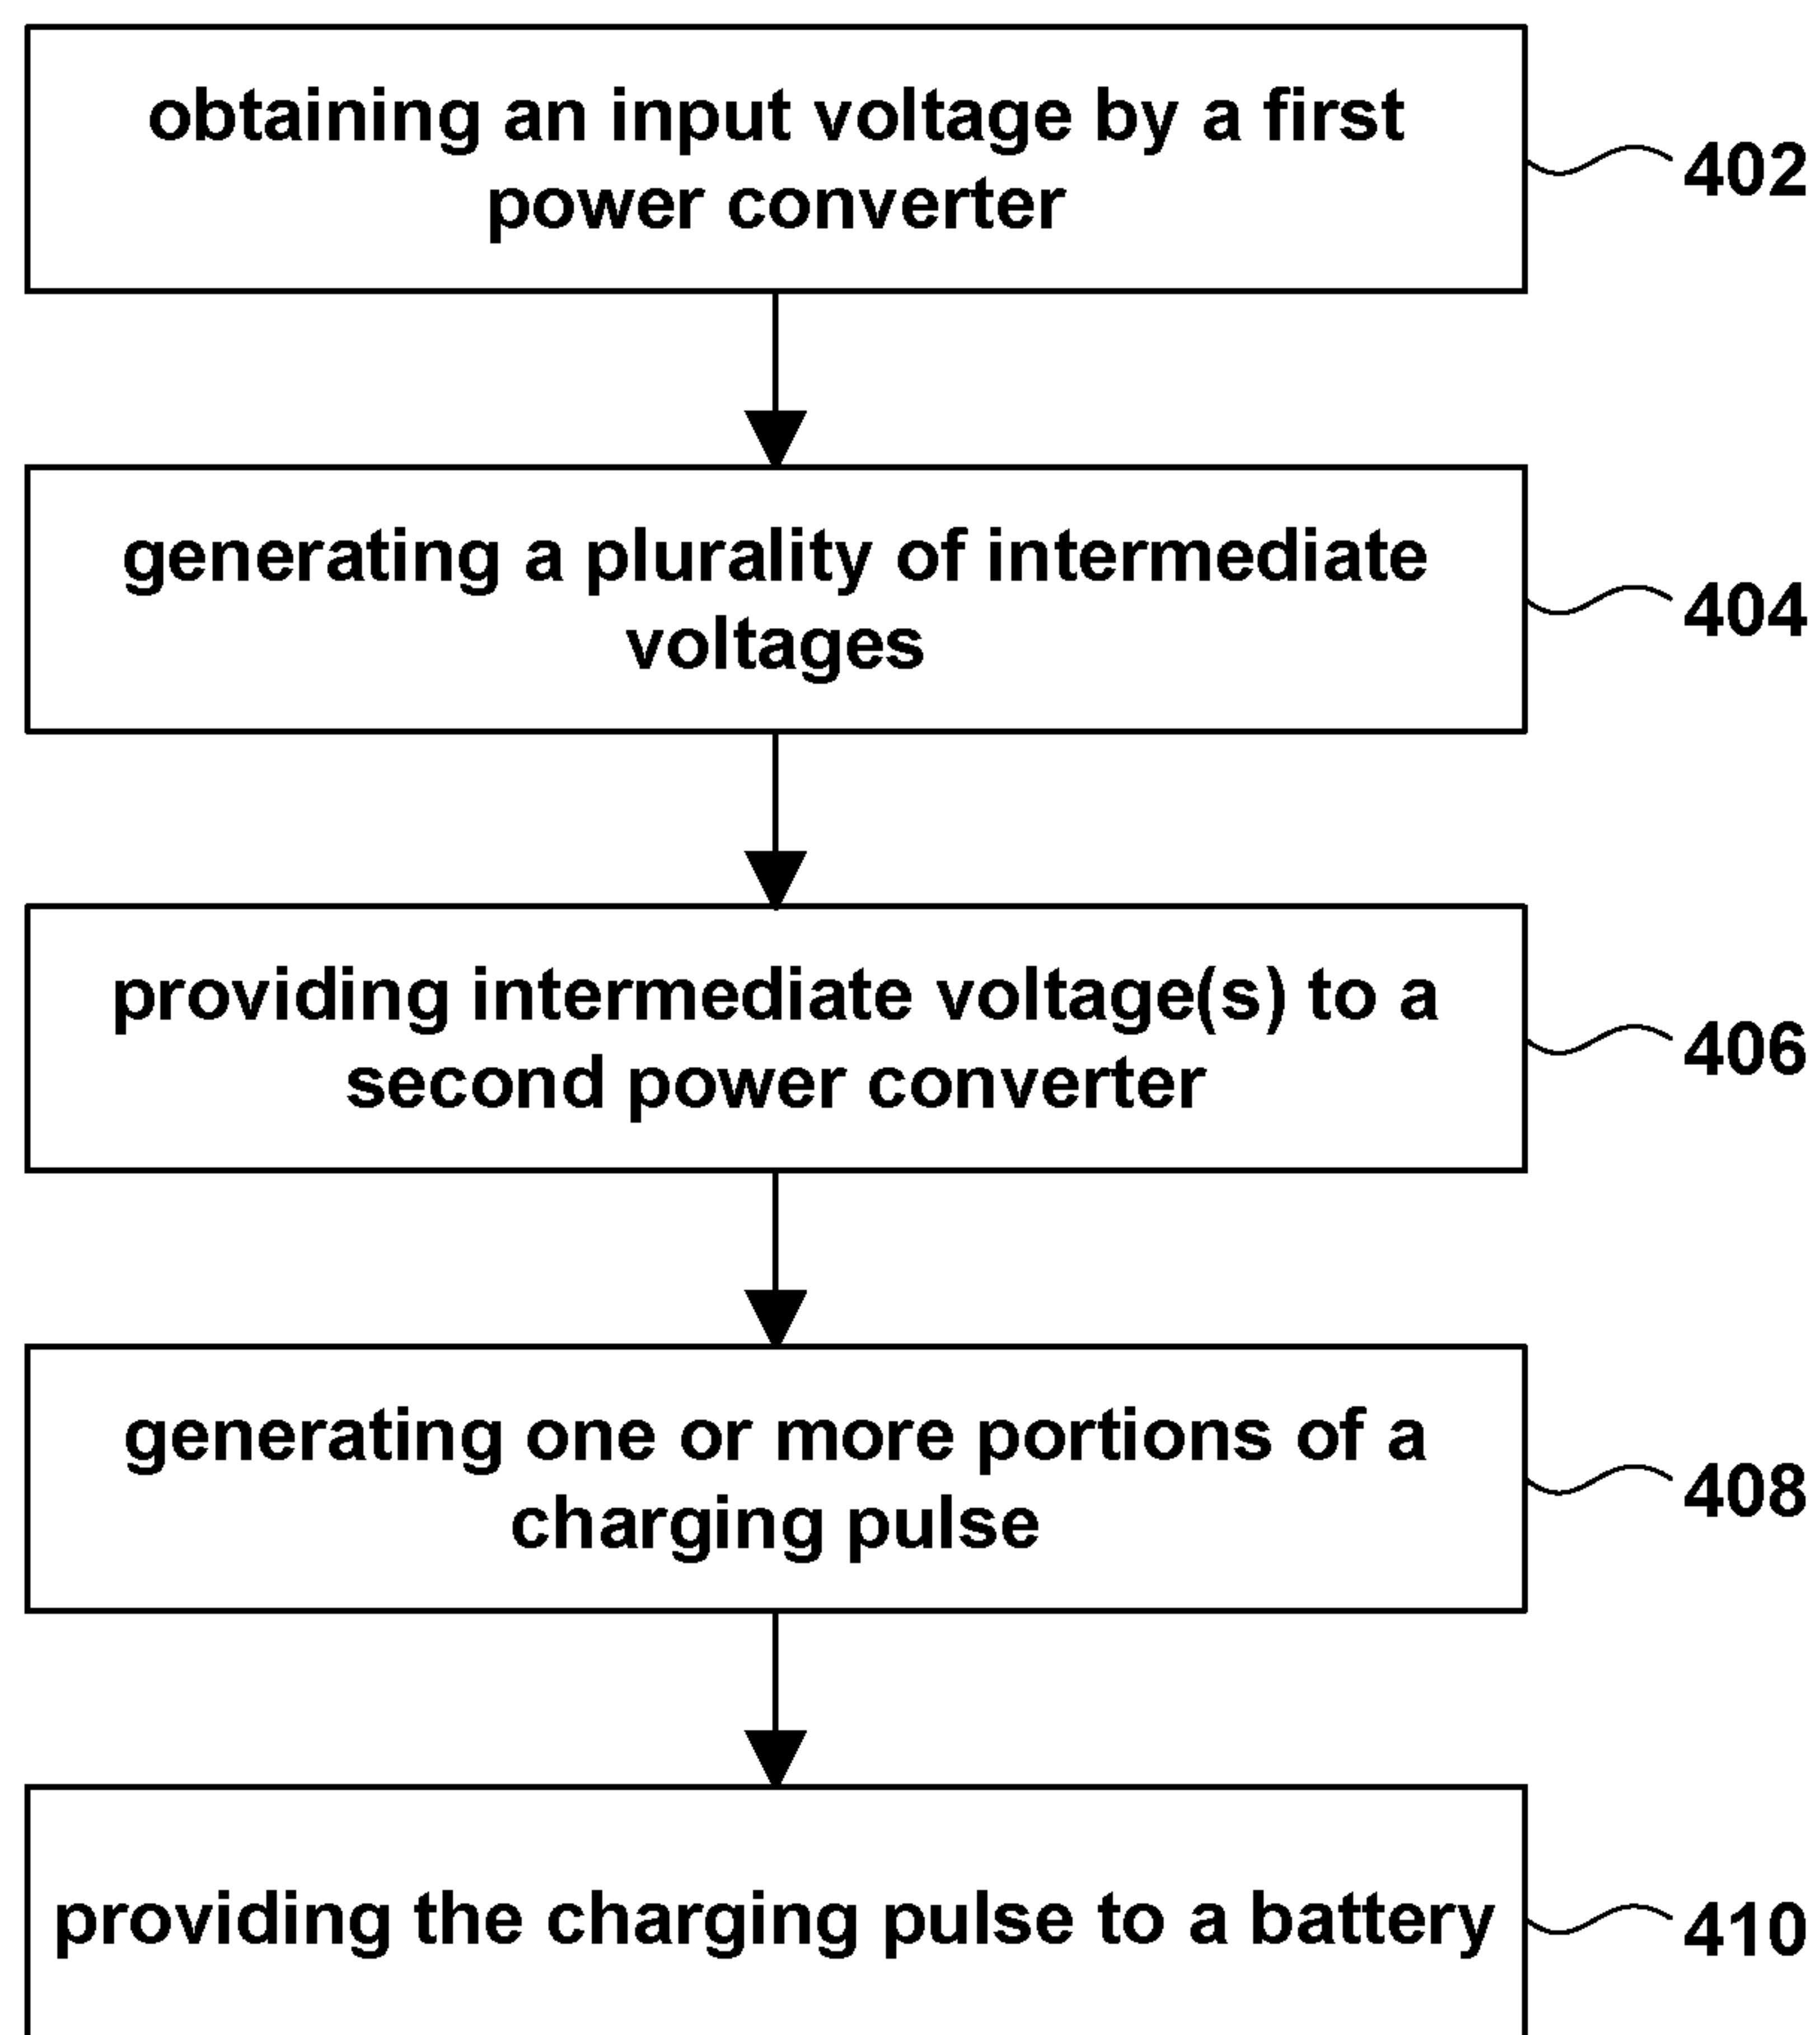 obtaining an input voltage by a first
power converter
402
generating a plurality of intermediate
voltages
404
providing intermediate voltage(s) to a
second power converter
406
generating one or more portions of a
charging pulse
408
providing the charging pulse to a battery
410